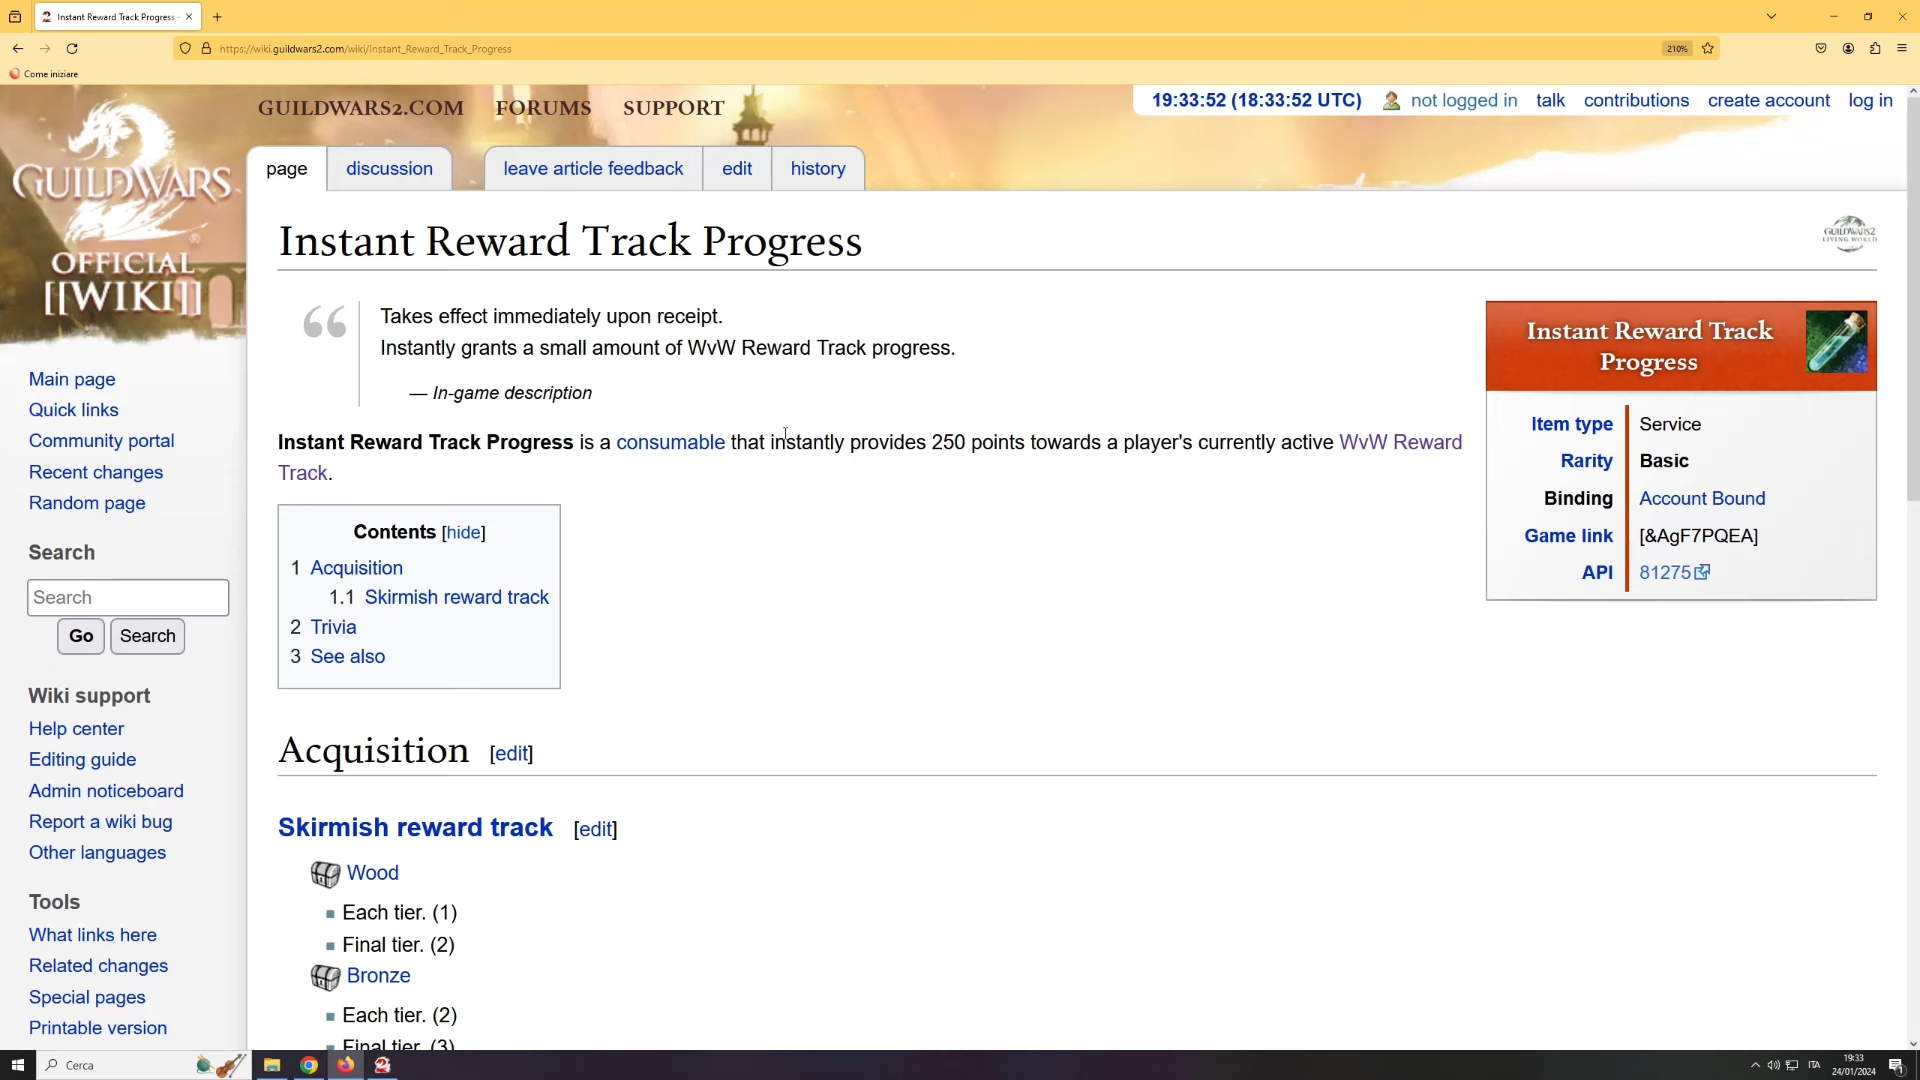 Instant Reward Track Progress -
https://wiki.guildwars2.com/wiki/Instant_Reward_Track_Progress
210%
Come iniziare
GUILDWARS2.COM FORUMS SUPPORT
19:33:52 (18:33:52 UTC) not logged in talk contributions create account log in
GUILDWARS
OFFICIAL
[[WIKI]]
page discussion leave article feedback edit history
Instant Reward Track Progress
GUILDWARS2
LIVING WORLD
Takes effect immediately upon receipt.
Instantly grants a small amount of WvW Reward Track progress.
— In-game description
Instant Reward Track Progress is a consumable that instantly provides 250 points towards a player's currently active WvW Reward
Track.
Contents [hide]
1 Acquisition
1.1 Skirmish reward track
2 Trivia
3 See also
Instant Reward Track
Progress
Item type Service
Rarity Basic
Binding Account Bound
Game link [&AgF7PQEA]
API 81275
Acquisition [edit]
Skirmish reward track [edit]
Wood
Each tier. (1)
Final tier. (2)
Bronze
Each tier. (2)
Final tier. (3)
Main page
Quick links
Community portal
Recent changes
Random page
Search
Search
Go Search
Wiki support
Help center
Editing guide
Admin noticeboard
Report a wiki bug
Other languages
Tools
What links here
Related changes
Special pages
Printable version
Cerca
ITA
19:33
24/01/2024